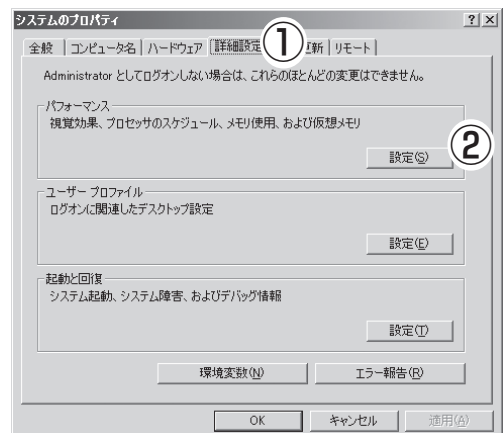 システムのプロパティ
全般 コンピュータ名 ハードウェア 詳細設定 ① 新 リモート
Administrator としてログオンしない場合は、これらのほとんどの変更はできません。
パフォーマンス
視覚効果、プロセッサのスケジュール、メモリ使用、および仮想メモリ
設定(S) ②
ユーザー プロファイル
ログオンに関連したデスクトップ設定
設定(E)
起動と回復
システム起動、システム障害、およびデバッグ情報
設定(T)
環境変数(N) エラー報告(R)
OK キャンセル 適用(A)